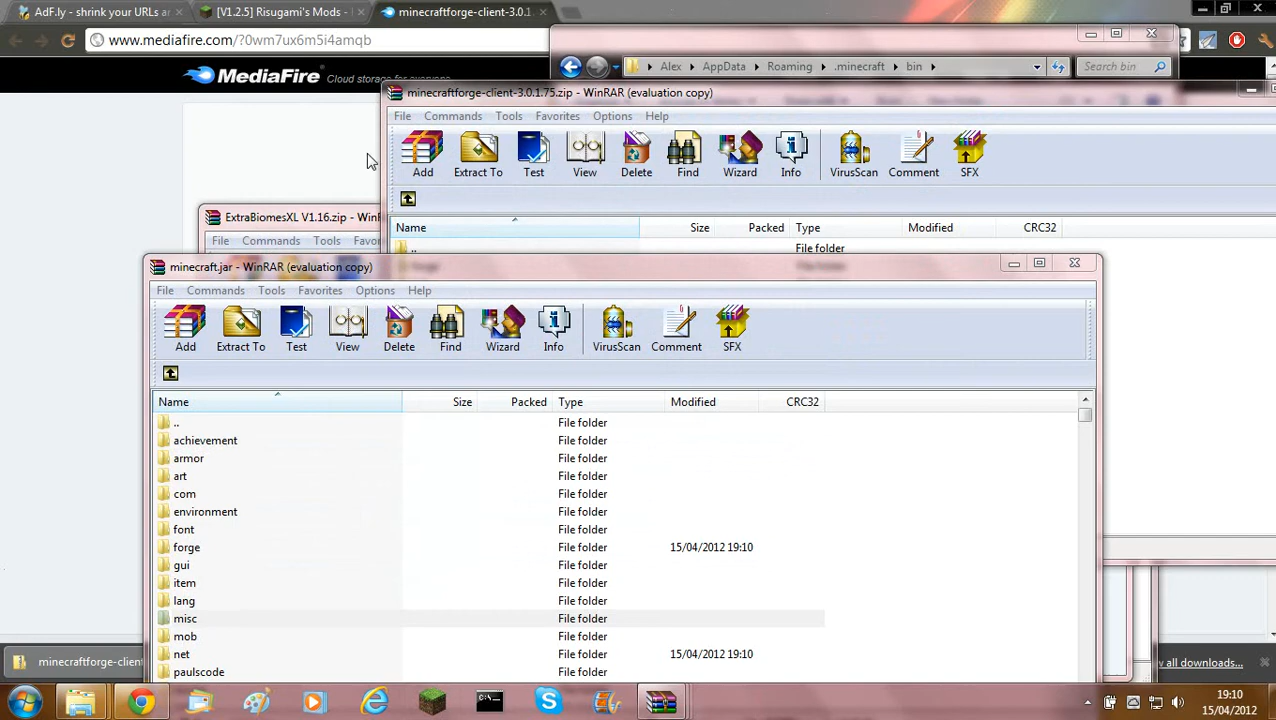 AdF.ly - shrink your URLs ar
[V1.2.5] Risugami's Mods -
minecraftforge-client-3.0.1
www.mediafire.com/?0wm7ux6m5i4amqb
MediaFire Cloud storage for everyone
Alex AppData Roaming .minecraft bin
Search bin
minecraftforge-client-3.0.1.75.zip - WinRAR (evaluation copy)
File Commands Tools Favorites Options Help
Add Extract To Test View Delete Find Wizard Info VirusScan Comment SFX
Name Size Packed Type Modified CRC32
.. File folder
ExtraBiomesXL V1.16.zip - WinR
File Commands Tools Favor
minecraft.jar - WinRAR (evaluation copy)
File Commands Tools Favorites Options Help
Add Extract To Test View Delete Find Wizard Info VirusScan Comment SFX
Name Size Packed Type Modified CRC32
.. File folder
achievement File folder
armor File folder
art File folder
com File folder
environment File folder
font File folder
forge File folder 15/04/2012 19:10
gui File folder
item File folder
lang File folder
misc File folder
mob File folder
net File folder 15/04/2012 19:10
paulscode File folder
minecraftforge-client
w all downloads...
19:10
15/04/2012